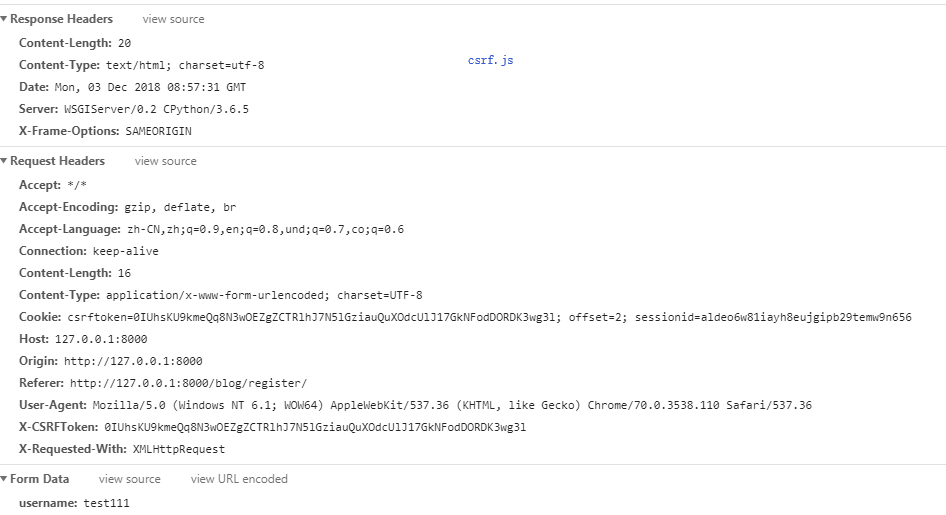 Response Headers view source
Content-Length: 20
csrf.js
Content-Type: text/html; charset=utf-8
Date: Mon, 03 Dec 2018 08:57:31 GMT
Server: WSGIServer/0.2 CPython/3.6.5
X-Frame-Options: SAMEORIGIN
Request Headers view source
Accept: */*
Accept-Encoding: gzip, deflate, br
Accept-Language: zh-CN,zh;q=0.9,en;q=0.8,und;q=0.7,co;q=0.6
Connection: keep-alive
Content-Length: 16
Content-Type: application/x-www-form-urlencoded; charset=UTF-8
Cookie: csrftoken=0IUhsKU9kmeQq8N3wOEZgZCTRlhJ7N5lGziauQuXOdcUlJ17GkNFodDORDK3wg3l; offset=2; sessionid=aldeo6w81iayh8eujgipb29temw9n656
Host: 127.0.0.1:8000
Origin: http://127.0.0.1:8000
Referer: http://127.0.0.1:8000/blog/register/
User-Agent: Mozilla/5.0 (Windows NT 6.1; WOW64) AppleWebKit/537.36 (KHTML, like Gecko) Chrome/70.0.3538.110 Safari/537.36
X-CSRFToken: 0IUhsKU9kmeQq8N3wOEZgZCTRlhJ7N5lGziauQuXOdcUlJ17GkNFodDORDK3wg3l
X-Requested-With: XMLHttpRequest
Form Data view source view URL encoded
username: test111